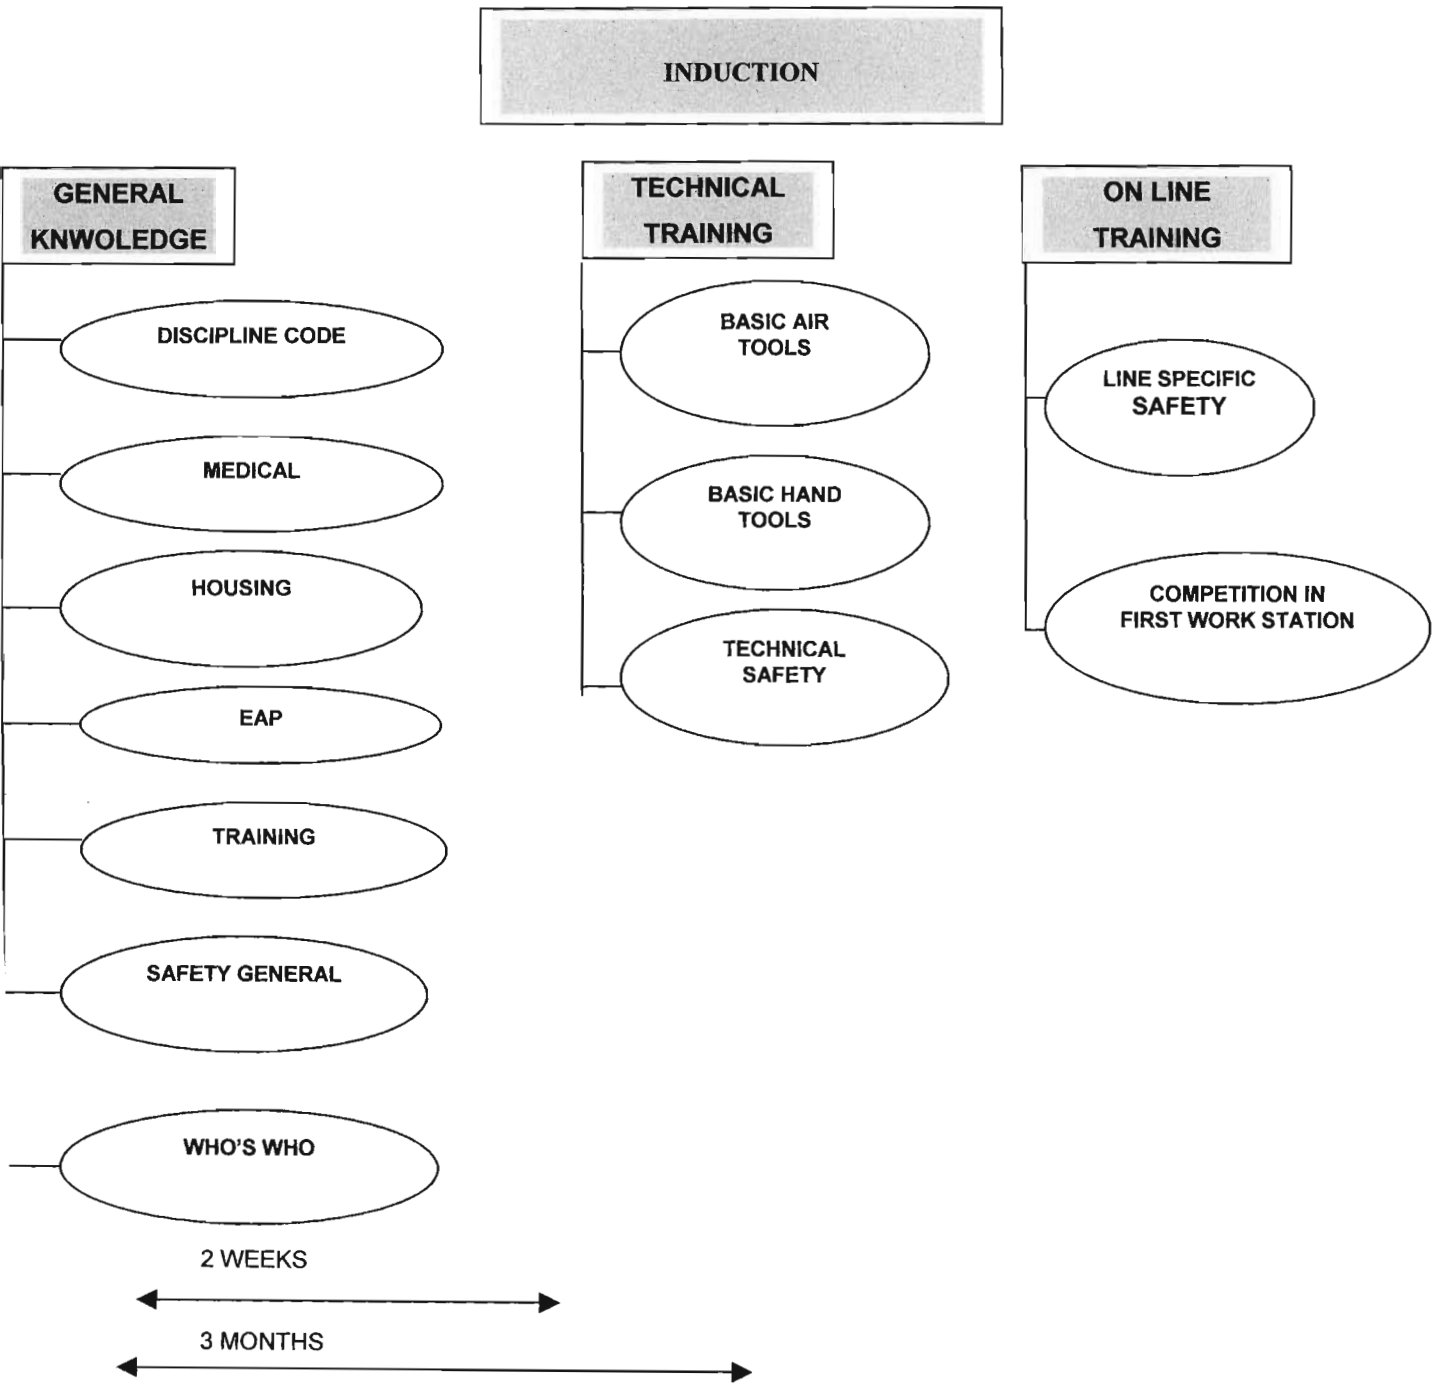 INDUCTION
GENERAL
KNWOLEDGE
DISCIPLINE CODE
MEDICAL
HOUSING
EAP
TRAINING
SAFETY GENERAL
WHO'S WHO
TECHNICAL
TRAINING
BASIC AIR
TOOLS
BASIC HAND
TOOLS
TECHNICAL
SAFETY
ON LINE
TRAINING
LINE SPECIFIC
SAFETY
COMPETITION IN
FIRST WORK STATION
2 WEEKS
3 MONTHS